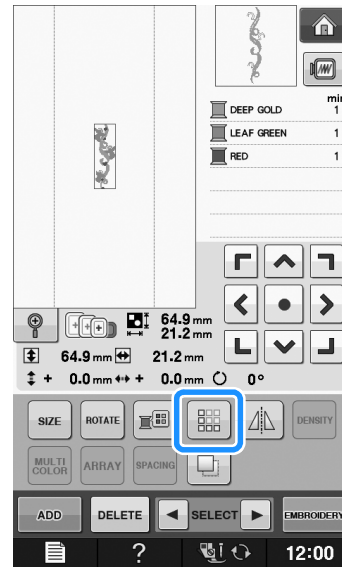 min
DEEP GOLD 1
LEAF GREEN 1
RED 1
64.9 mm
21.2 mm
64.9 mm 21.2 mm
+ 0.0 mm + 0.0 mm 0°
SIZE ROTATE DENSITY
MULTI COLOR ARRAY SPACING
ADD DELETE SELECT EMBROIDERY
? 12:00